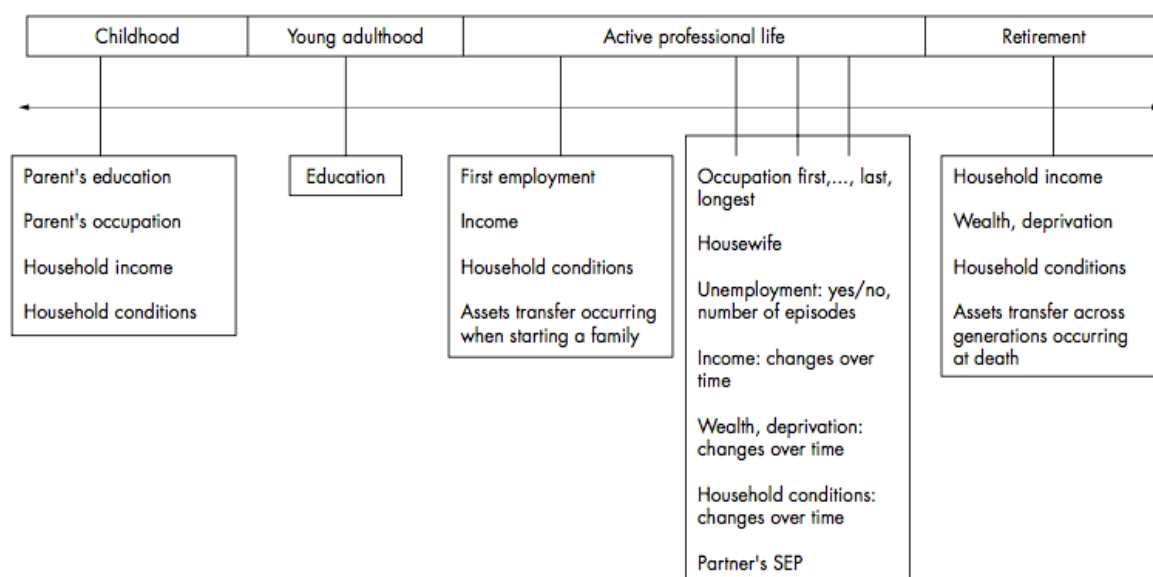 Childhood
Young adulthood
Active professional life
Retirement
Parent's education
Parent's occupation
Household income
Household conditions
Education
First employment
Income
Household conditions
Assets transfer occurring
when starting a family
Occupation first,..., last,
longest
Housewife
Unemployment: yes/no,
number of episodes
Income: changes over
time
Wealth, deprivation:
changes over time
Household conditions:
changes over time
Partner's SEP
Household income
Wealth, deprivation
Household conditions
Assets transfer across
generations occurring
at death